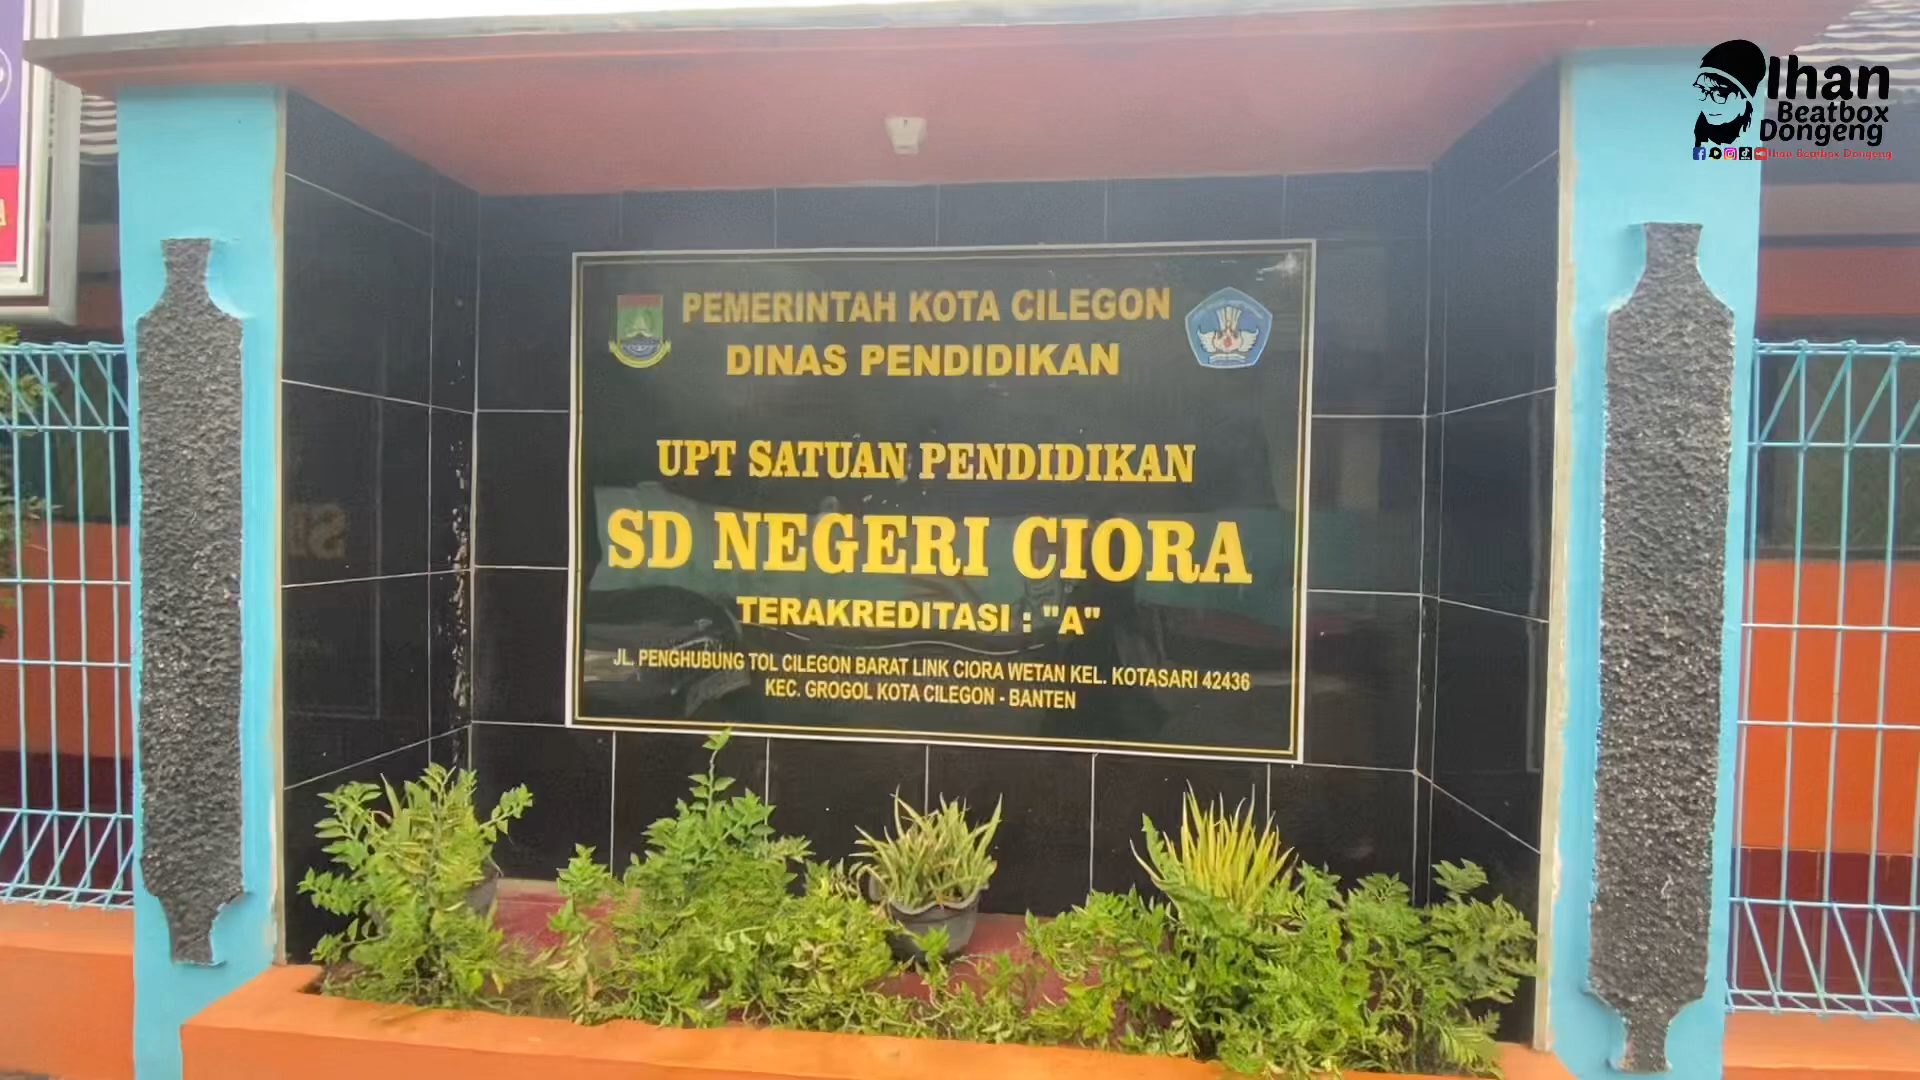 Ihan
Beatbox
Dongeng
Ihan Beatbox Dongeng
PEMERINTAH KOTA CILEGON
DINAS PENDIDIKAN
UPT SATUAN PENDIDIKAN
SD NEGERI CIORA
TERAKREDITASI : "A"
JL. PENGHUBUNG TOL CILEGON BARAT LINK CIORA WETAN KEL. KOTASARI 42436
KEC. GROGOL KOTA CILEGON - BANTEN